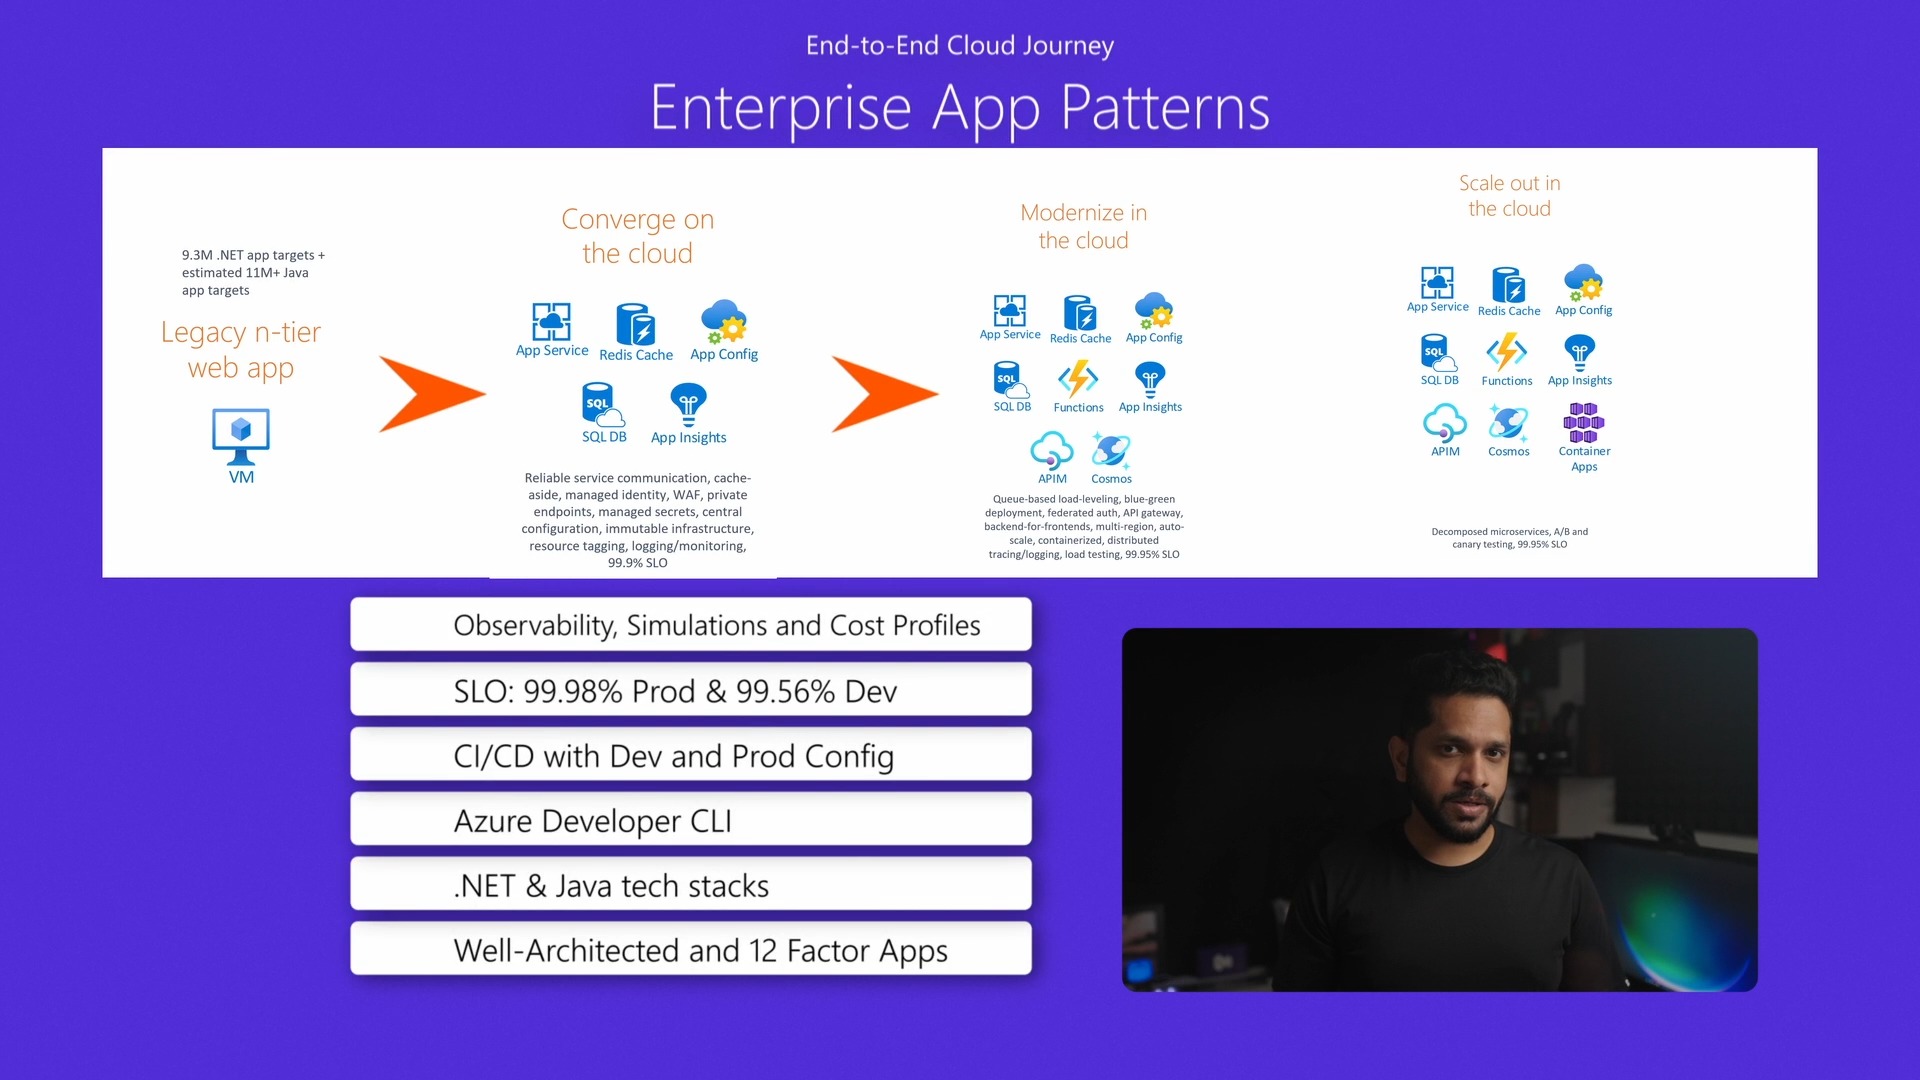 End-to-End Cloud Journey
Enterprise App Patterns
9.3M .NET app targets +
estimated 11M+ Java
app targets
Legacy n-tier
web app
VM
Converge on
the cloud
App Service
Redis Cache
App Config
SQL
SQL DB
App Insights
Reliable service communication, cache-
aside, managed identity, WAF, private
endpoints, managed secrets, central
configuration, immutable infrastructure,
resource tagging, logging/monitoring,
99.9% SLO
Modernize in
the cloud
App Service
Redis Cache
App Config
SQL
SQL DB
Functions
App Insights
APIM
Cosmos
Queue-based load-leveling, blue-green
deployment, federated auth, API gateway,
backend-for-frontends, multi-region, auto-
scale, containerized, distributed
tracing/logging, load testing, 99.95% SLO
Scale out in
the cloud
App Service
Redis Cache
App Config
SQL
SQL DB
Functions
App Insights
APIM
Cosmos
Container
Apps
Decomposed microservices, A/B and
canary testing, 99.95% SLO
Observability, Simulations and Cost Profiles
SLO: 99.98% Prod & 99.56% Dev
CI/CD with Dev and Prod Config
Azure Developer CLI
.NET & Java tech stacks
Well-Architected and 12 Factor Apps